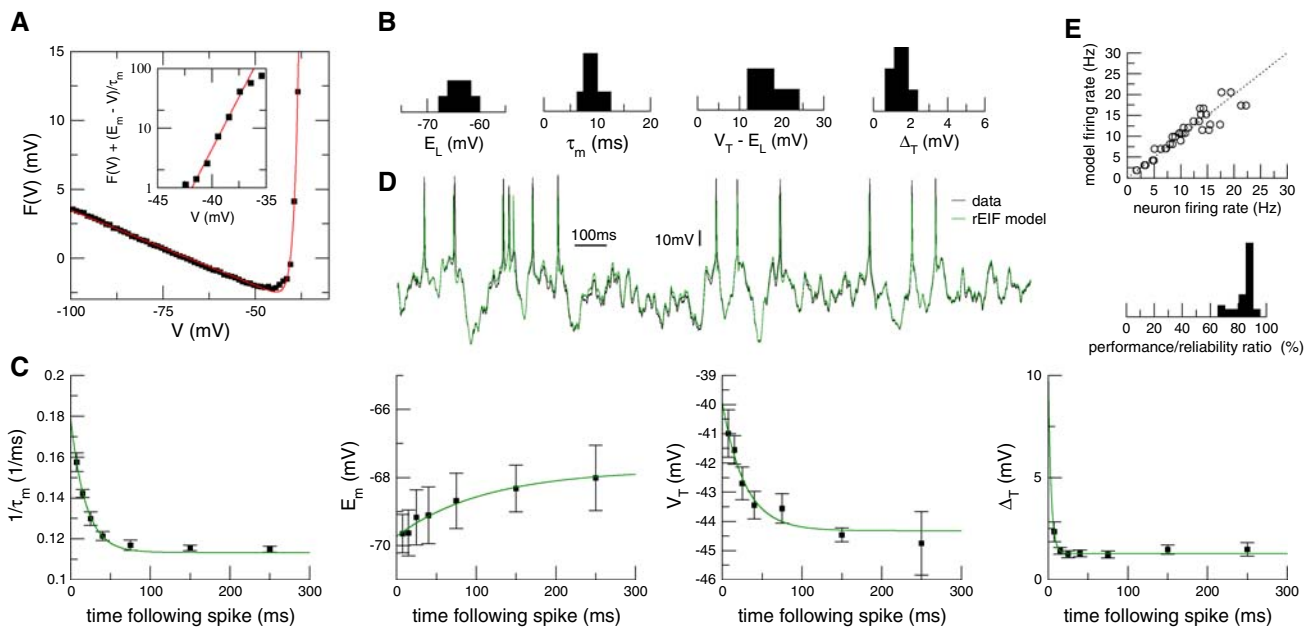 A
F(V) (mV)
15
10
5
0
-100
-50
V (mV)
F(V) + (E_m - V)/τ_m
100
10
1
-45
-40
-35
V (mV)
B
-70
-60
E_L (mV)
0
10
20
τ_m (ms)
0
10
20
30
V_T - E_L (mV)
0
2
4
6
Δ_T (mV)
D
data
rEIF model
100ms
10mV
E
model firing rate (Hz)
30
25
20
15
10
5
0
0
5
10
15
20
25
30
neuron firing rate (Hz)
0
20
40
60
80
100
performance/reliability ratio (%)
C
1/τ_m (1/ms)
0.2
0.18
0.16
0.14
0.12
0.1
0
100
200
300
time following spike (ms)
E_m (mV)
-66
-68
-70
0
100
200
300
time following spike (ms)
V_T (mV)
-39
-40
-41
-42
-43
-44
-45
-46
0
100
200
300
time following spike (ms)
Δ_T (mV)
10
5
0
0
100
200
300
time following spike (ms)